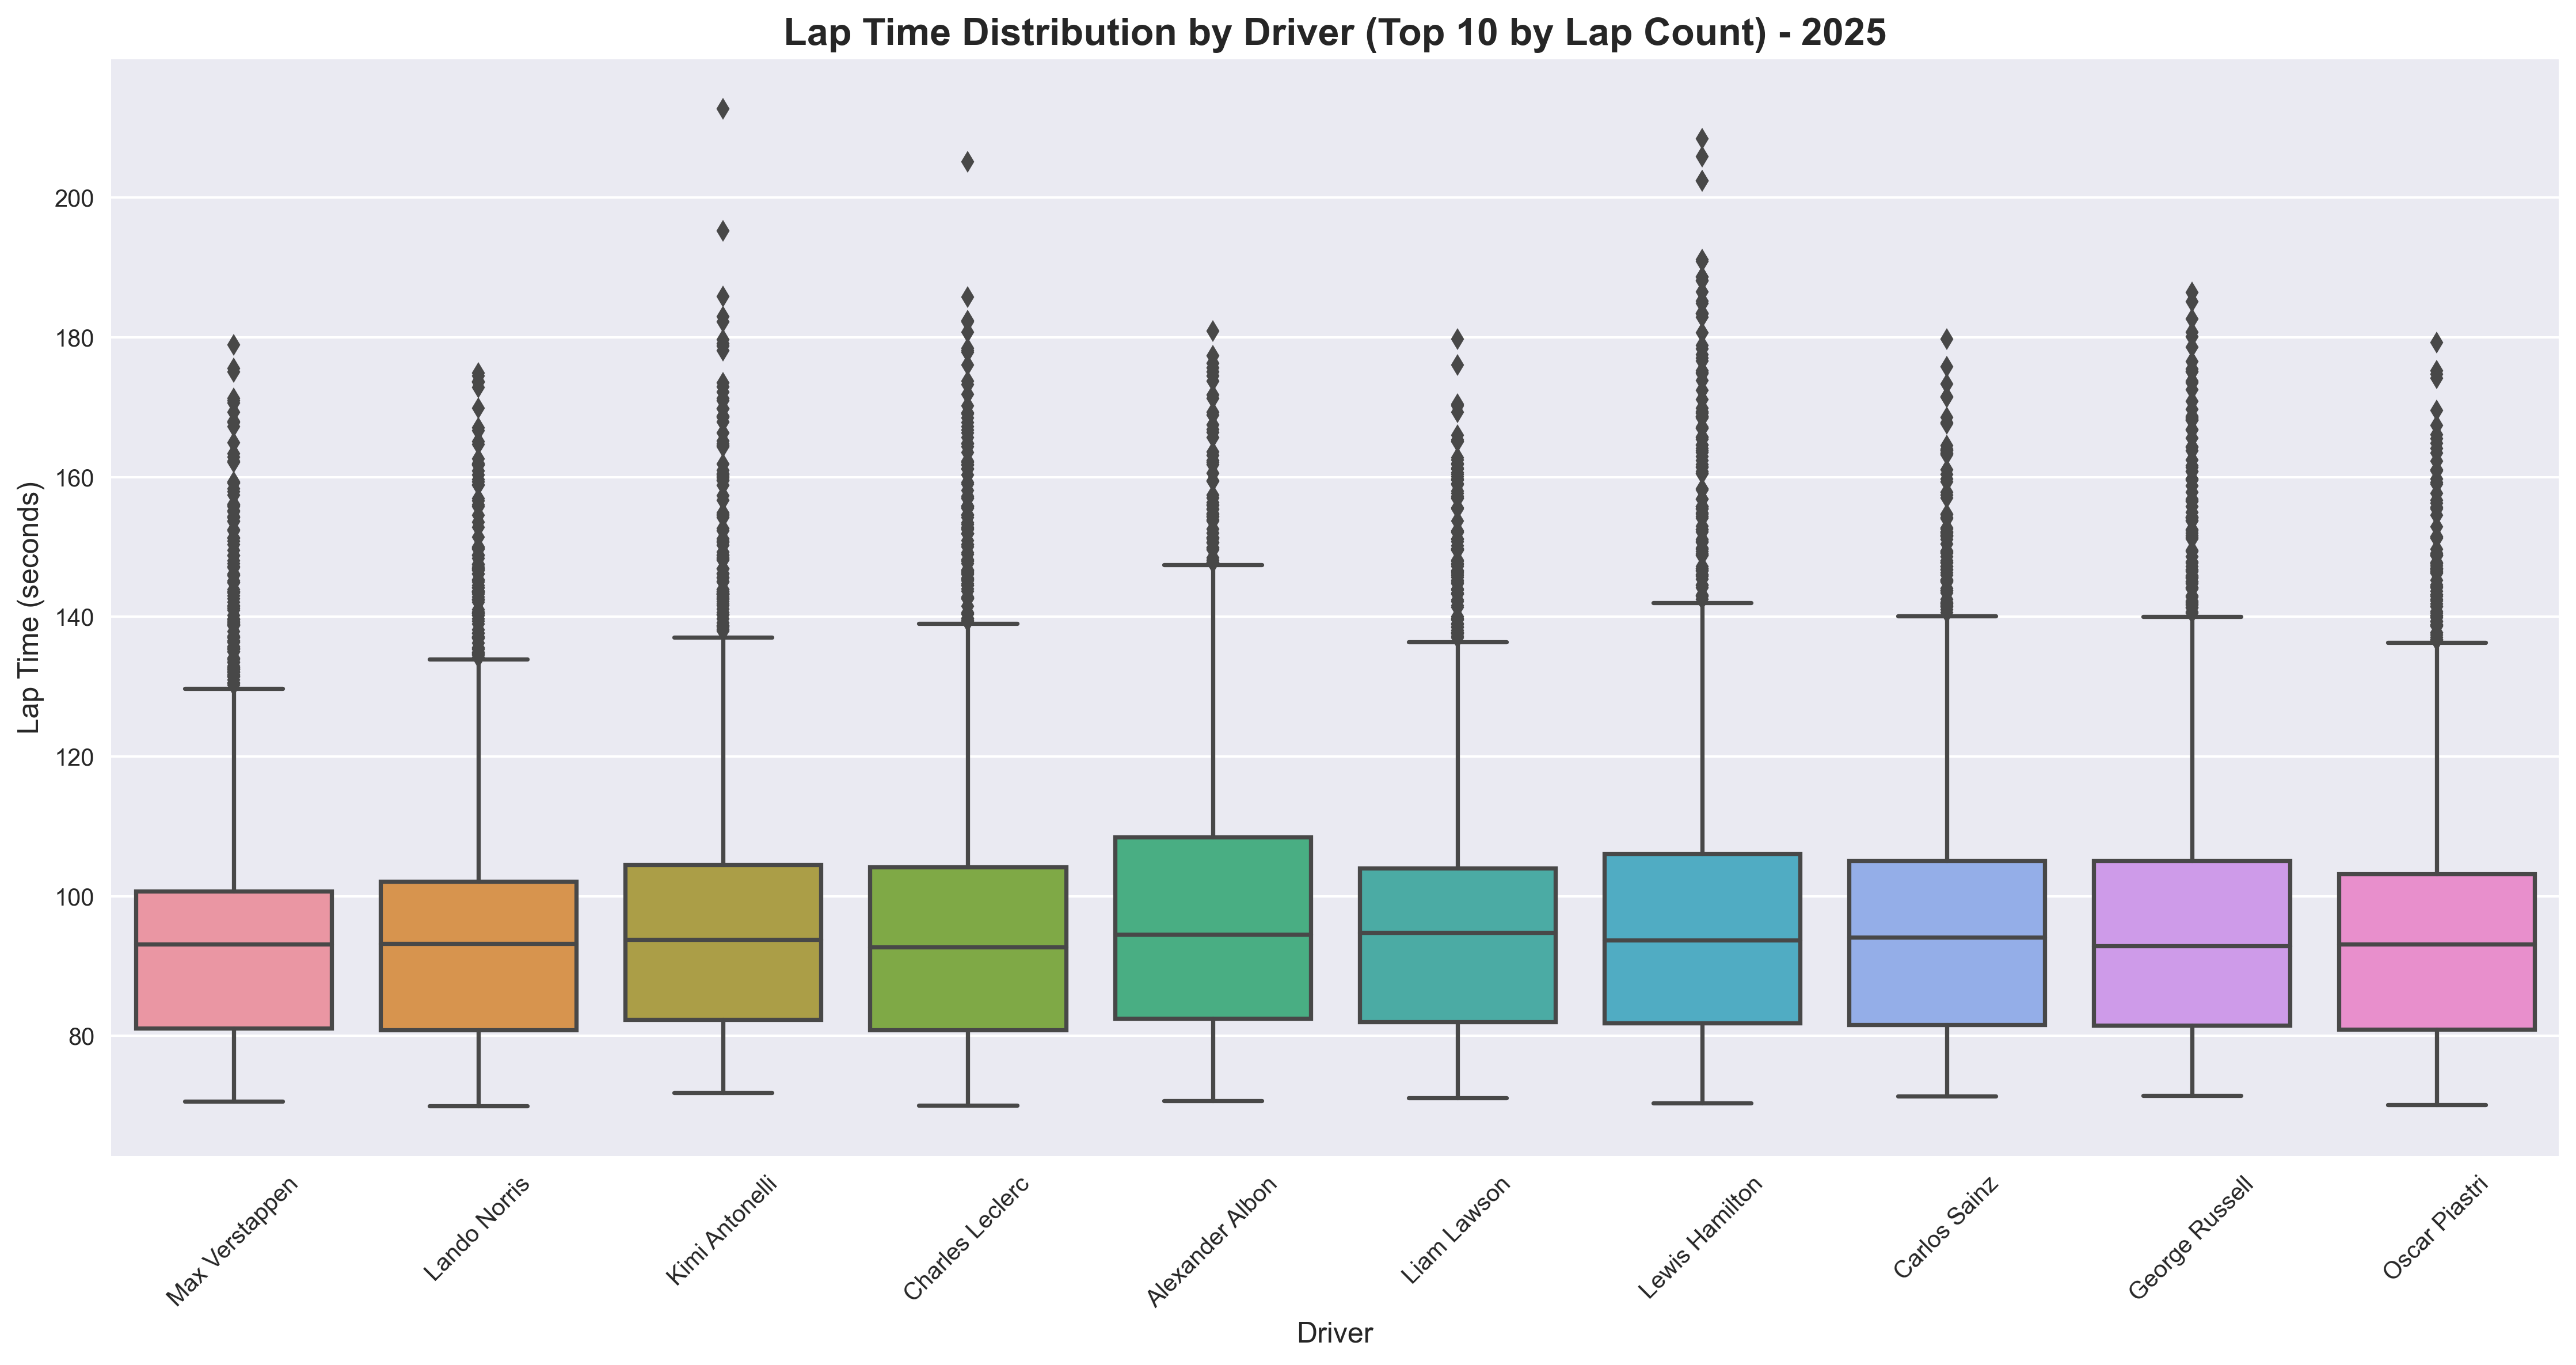 Lap Time Distribution by Driver (Top 10 by Lap Count) - 2025
Lap Time (seconds)
200
180
160
140
120
100
80
Max Verstappen
Lando Norris
Kimi Antonelli
Charles Leclerc
Alexander Albon
Liam Lawson
Lewis Hamilton
Carlos Sainz
George Russell
Oscar Piastri
Driver